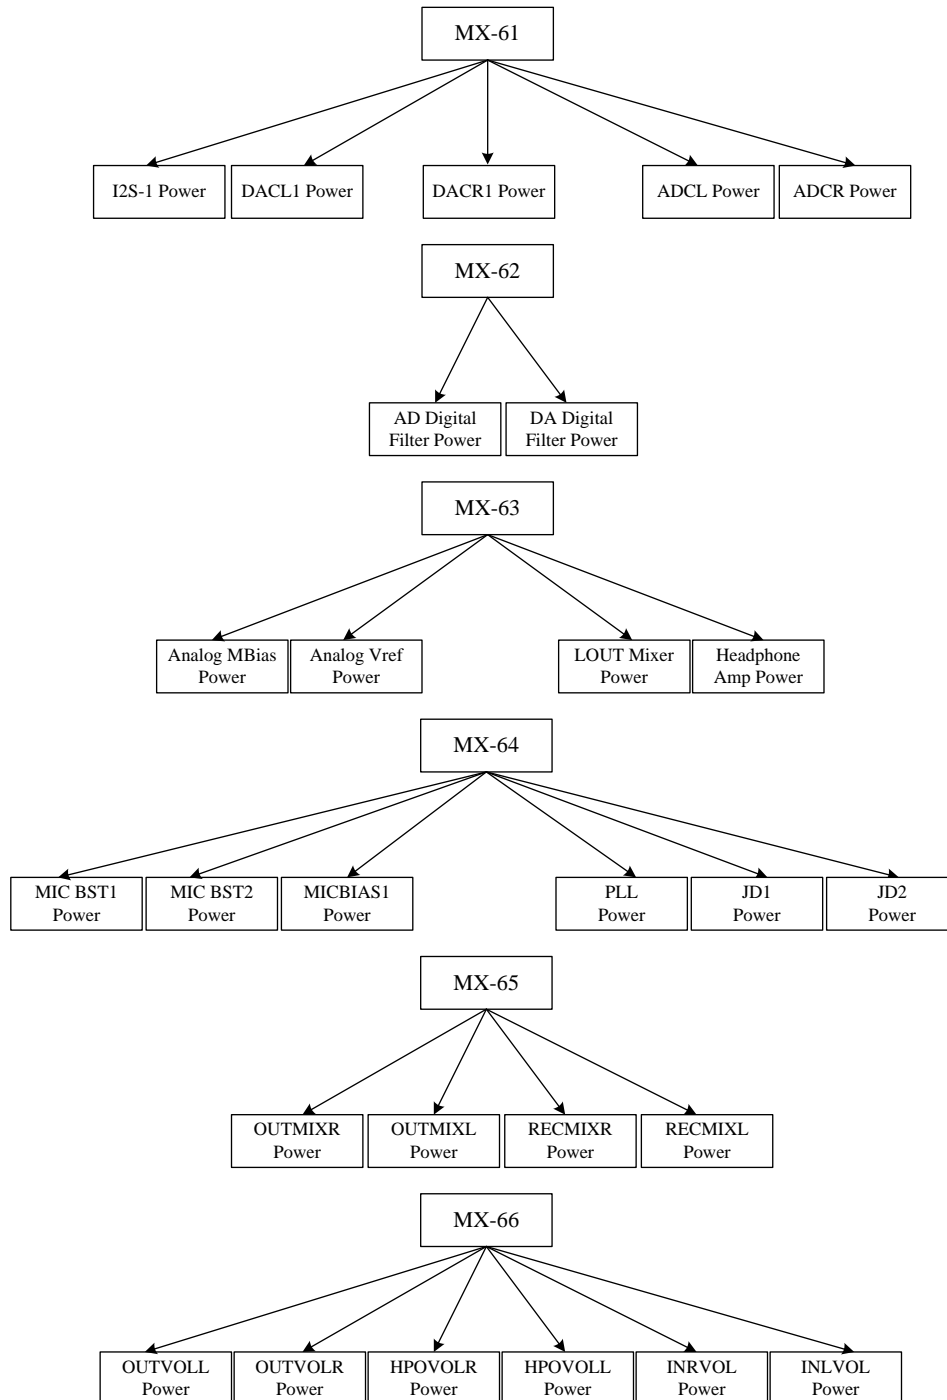 MX-61
I2S-1 Power
DACL1 Power
DACR1 Power
ADCL Power
ADCR Power
MX-62
AD Digital
Filter Power
DA Digital
Filter Power
MX-63
Analog MBias
Power
Analog Vref
Power
LOUT Mixer
Power
Headphone
Amp Power
MX-64
MIC BST1
Power
MIC BST2
Power
MICBIAS1
Power
PLL
Power
JD1
Power
JD2
Power
MX-65
OUTMIXR
Power
OUTMIXL
Power
RECMIXR
Power
RECMIXL
Power
MX-66
OUTVOLL
Power
OUTVOLR
Power
HPOVOLR
Power
HPOVOLL
Power
INRVOL
Power
INLVOL
Power